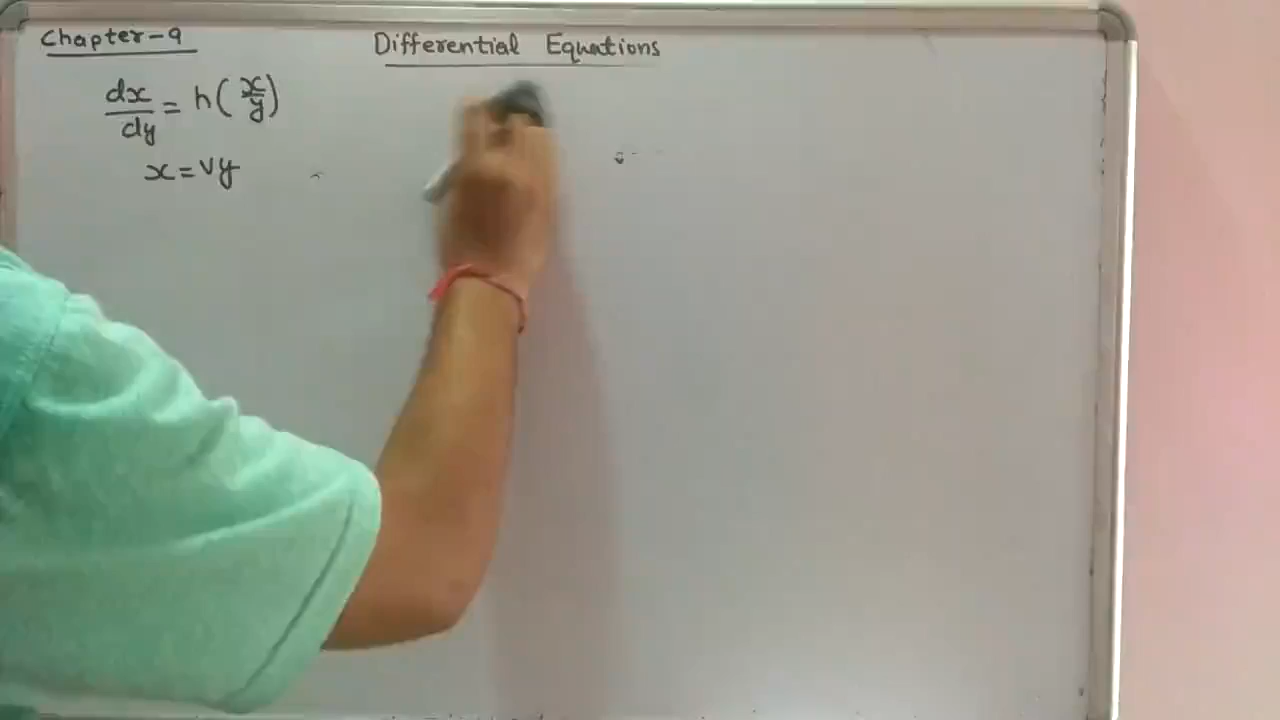 Chapter-9
Differential Equations
dx/dy = h(x/y)
x = vy